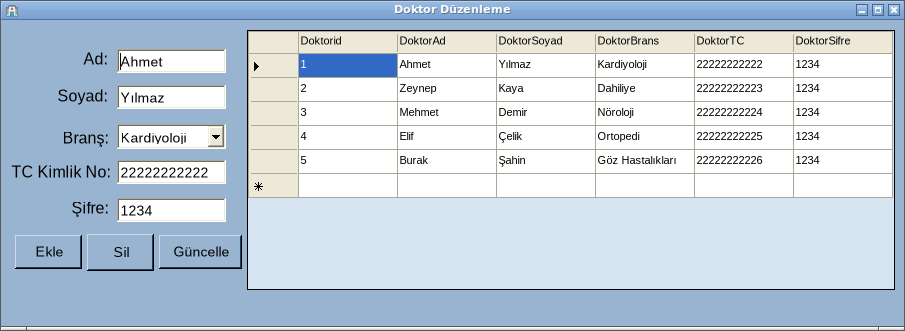 Doktor Düzenleme
Ad: Ahmet
Soyad: Yılmaz
Branş: Kardiyoloji
TC Kimlik No: 22222222222
Şifre: 1234
Ekle Sil Güncelle
Doktorid DoktorAd DoktorSoyad DoktorBrans DoktorTC DoktorSifre
1 Ahmet Yılmaz Kardiyoloji 22222222222 1234
2 Zeynep Kaya Dahiliye 22222222223 1234
3 Mehmet Demir Nöroloji 22222222224 1234
4 Elif Çelik Ortopedi 22222222225 1234
5 Burak Şahin Göz Hastalıkları 22222222226 1234